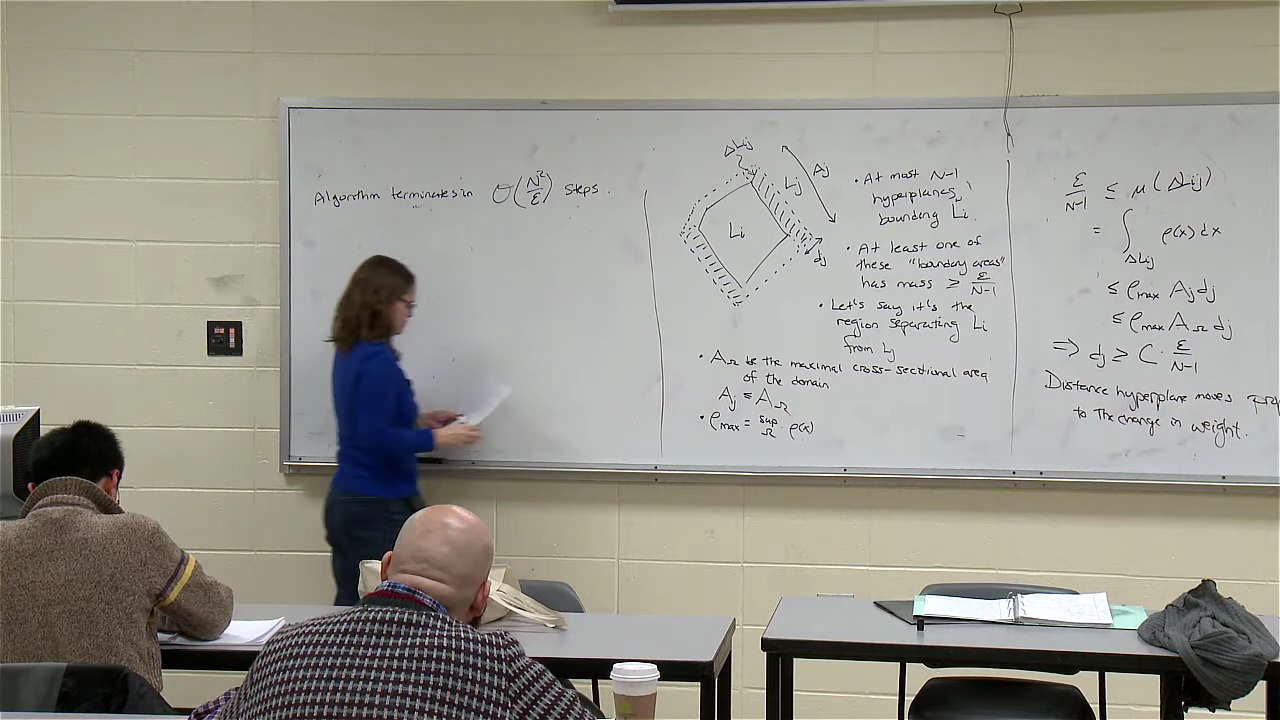 Algorithm terminates in O(N²/ε) steps.
ΔLij
Aj
Lj
Li
dj
• At most N-1
hyperplanes
bounding Li.
• At least one of
these "boundary areas"
has mass ≥ ε/N-1
• Let's say it's the
region separating Li
from Lj
• AΩ be the maximal cross-sectional area
of the domain
Aj ≤ AΩ
• ρmax = sup Ω ρ(x)
ε/N-1 ≤ μ(ΔLij)
= ∫ΔLij ρ(x)dx
≤ ρmax Aj dj
≤ ρmax AΩ dj
⇒ dj ≥ C · ε/N-1
Distance hyperplane moves
to the change in weight.